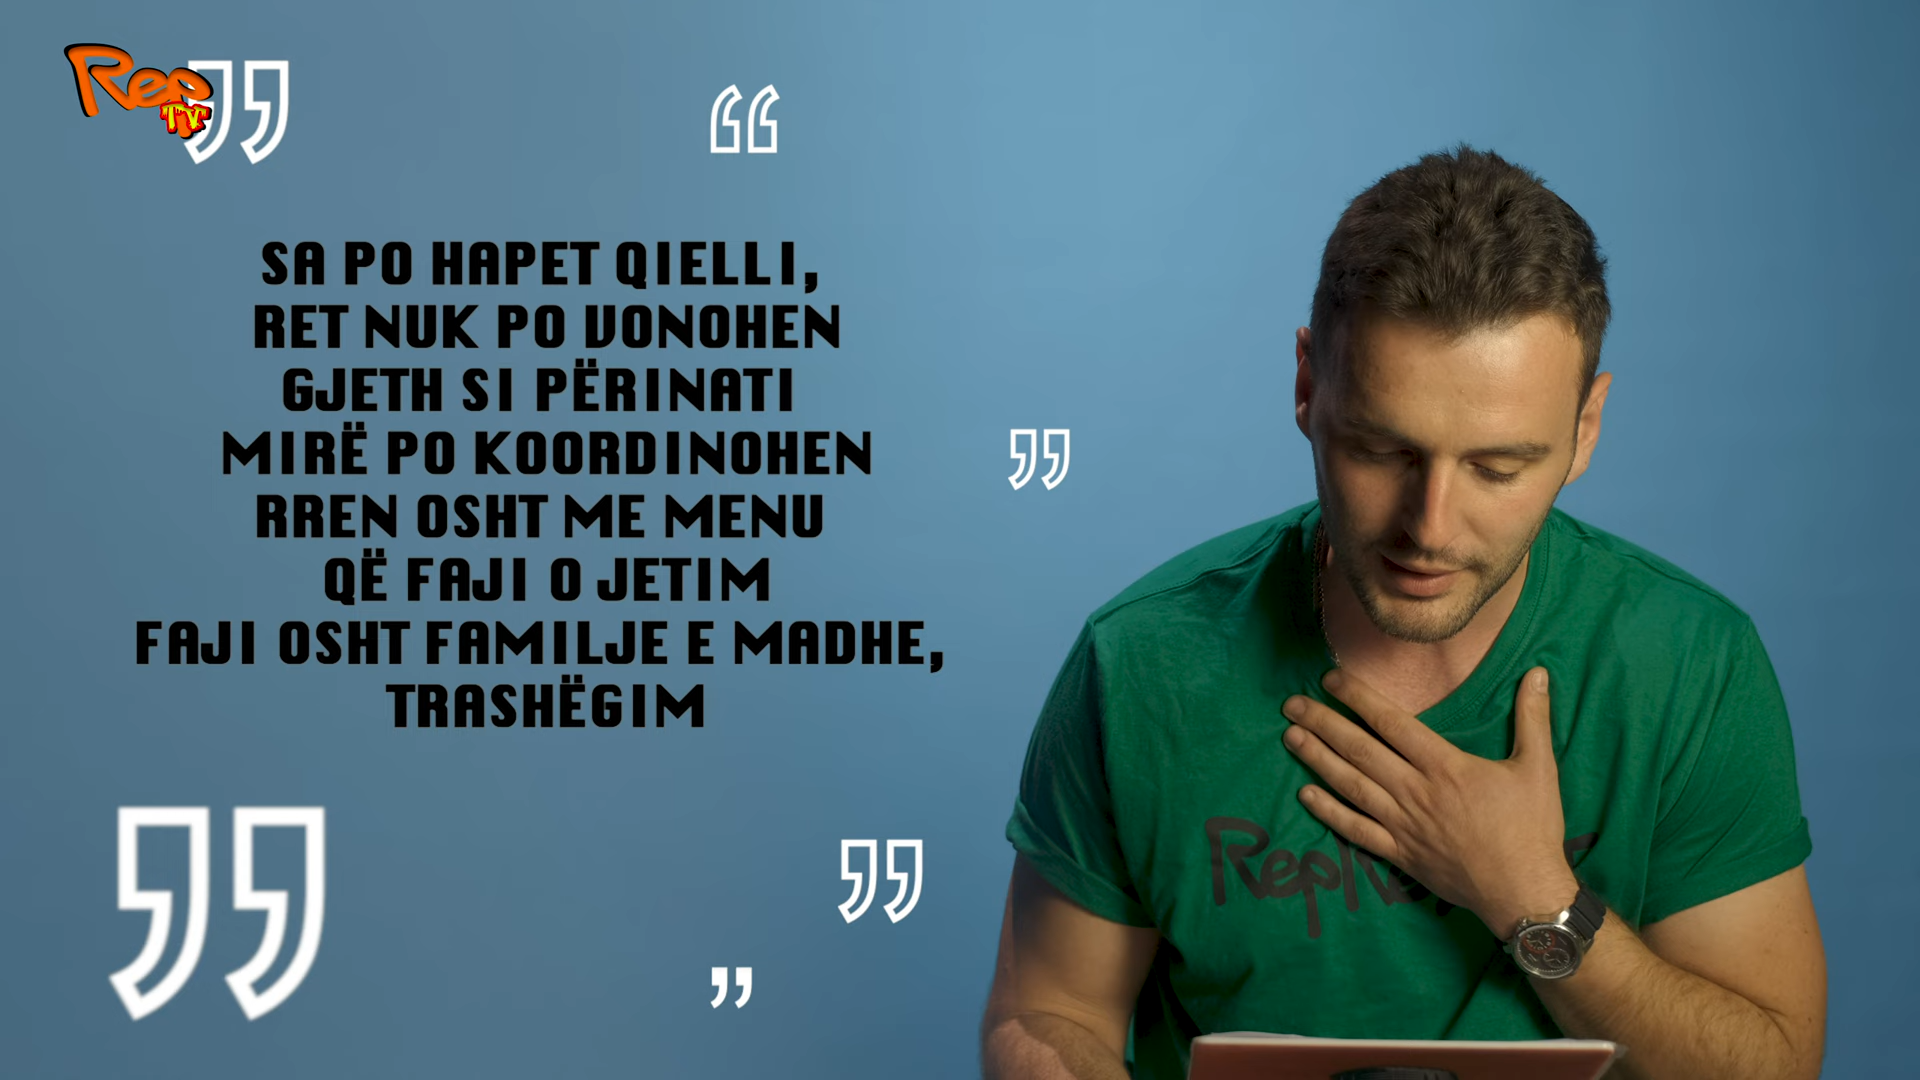 Rep
TV
SA PO HAPET QIELLI,
RET NUK PO VONOHEN
GJETH SI PËRINATI
MIRË PO KOORDINOHEN
RREN OSHT ME MENU
QË FAJI O JETIM
FAJI OSHT FAMILJE E MADHE,
TRASHËGIM